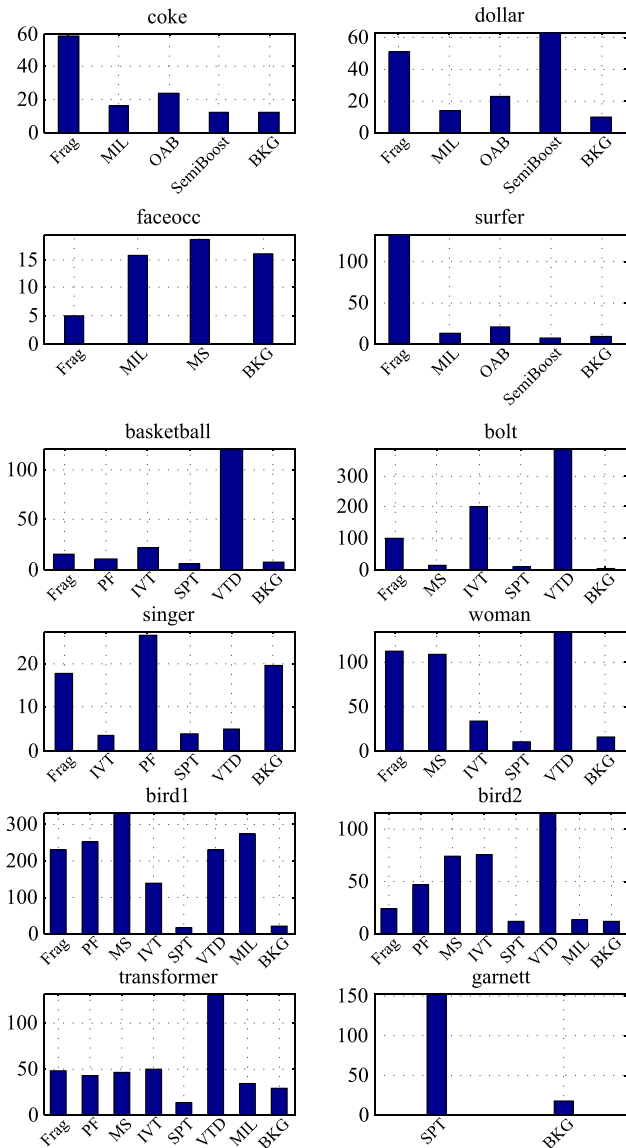 coke
60
40
20
0
Frag MIL OAB SemiBoost BKG
dollar
60
40
20
0
Frag MIL OAB SemiBoost BKG
faceocc
15
10
5
0
Frag MIL MS BKG
surfer
100
50
0
Frag MIL OAB SemiBoost BKG
basketball
100
50
0
Frag PF IVT SPT VTD BKG
bolt
300
200
100
0
Frag MS IVT SPT VTD BKG
singer
20
10
0
Frag IVT PF SPT VTD BKG
woman
100
50
0
Frag MS IVT SPT VTD BKG
bird1
300
200
100
0
Frag PF MS IVT SPT VTD MIL BKG
bird2
100
50
0
Frag PF MS IVT SPT VTD MIL BKG
transformer
100
50
0
Frag PF MS IVT SPT VTD MIL BKG
garnett
150
100
50
0
SPT BKG